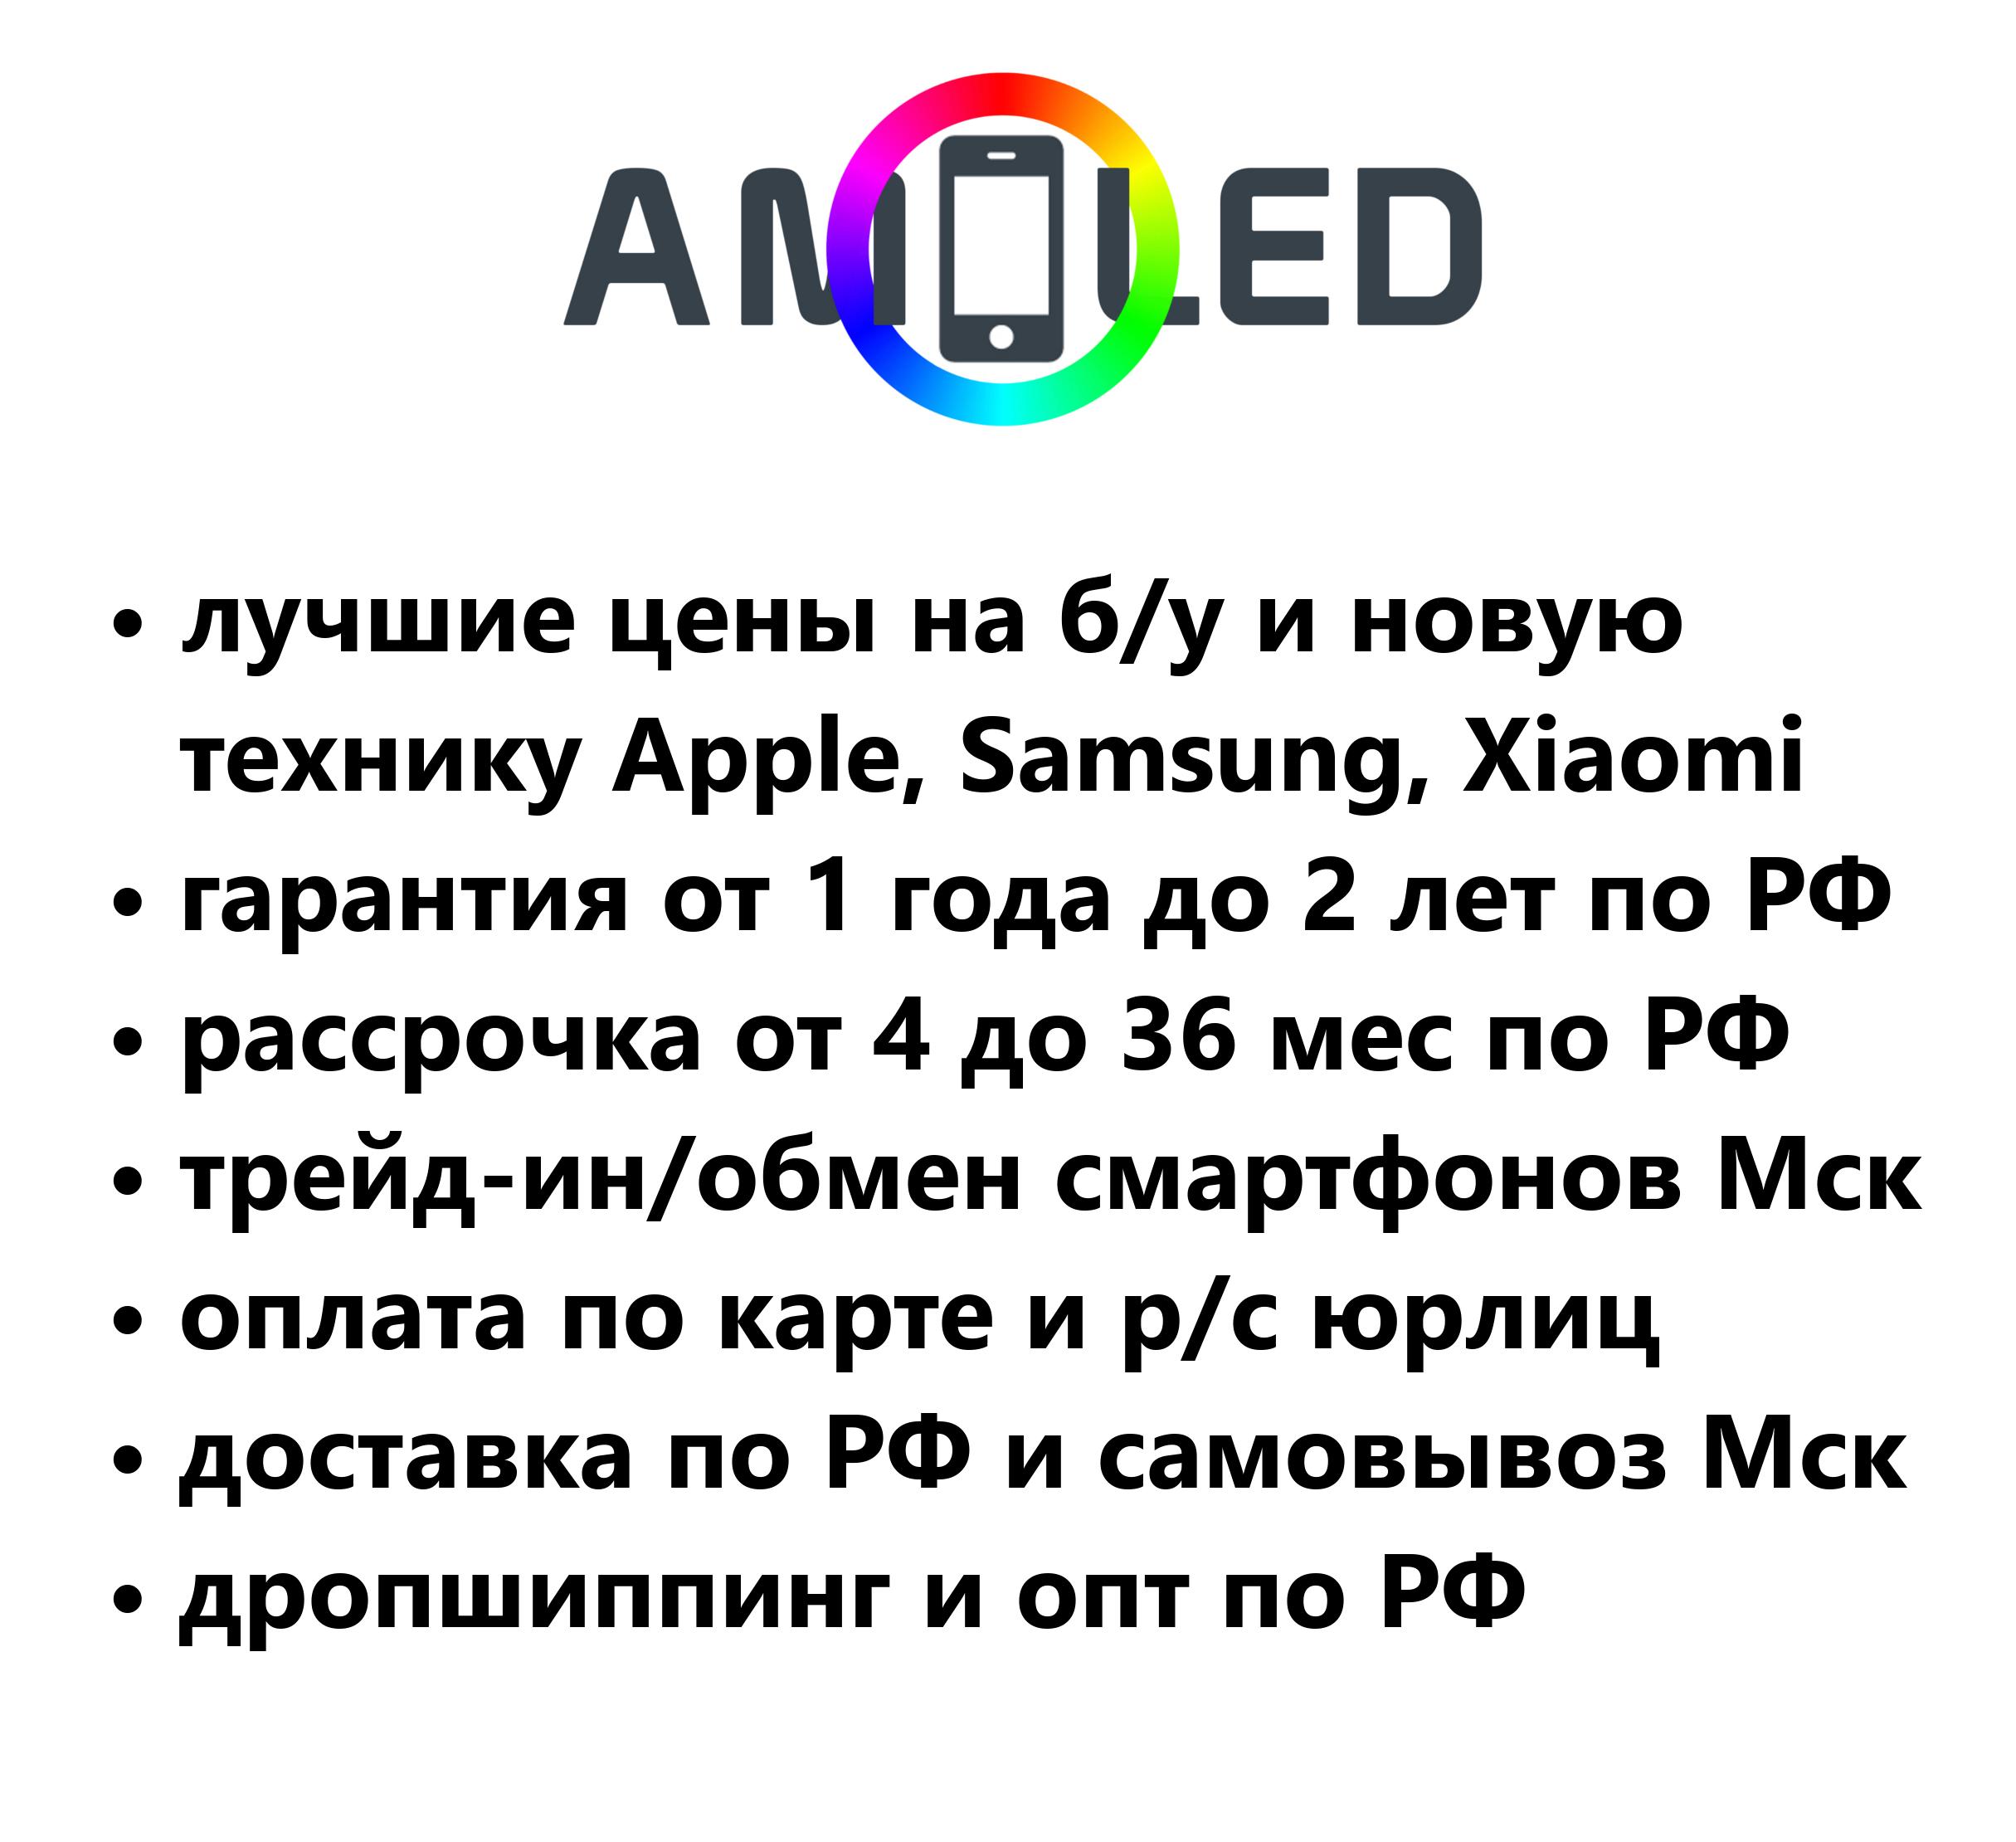 AMOLED
• лучшие цены на б/у и новую
технику Apple, Samsung, Xiaomi
• гарантия от 1 года до 2 лет по РФ
• рассрочка от 4 до 36 мес по РФ
• трейд-ин/обмен смартфонов Мск
• оплата по карте и р/с юрлиц
• доставка по РФ и самовывоз Мск
• дропшиппинг и опт по РФ